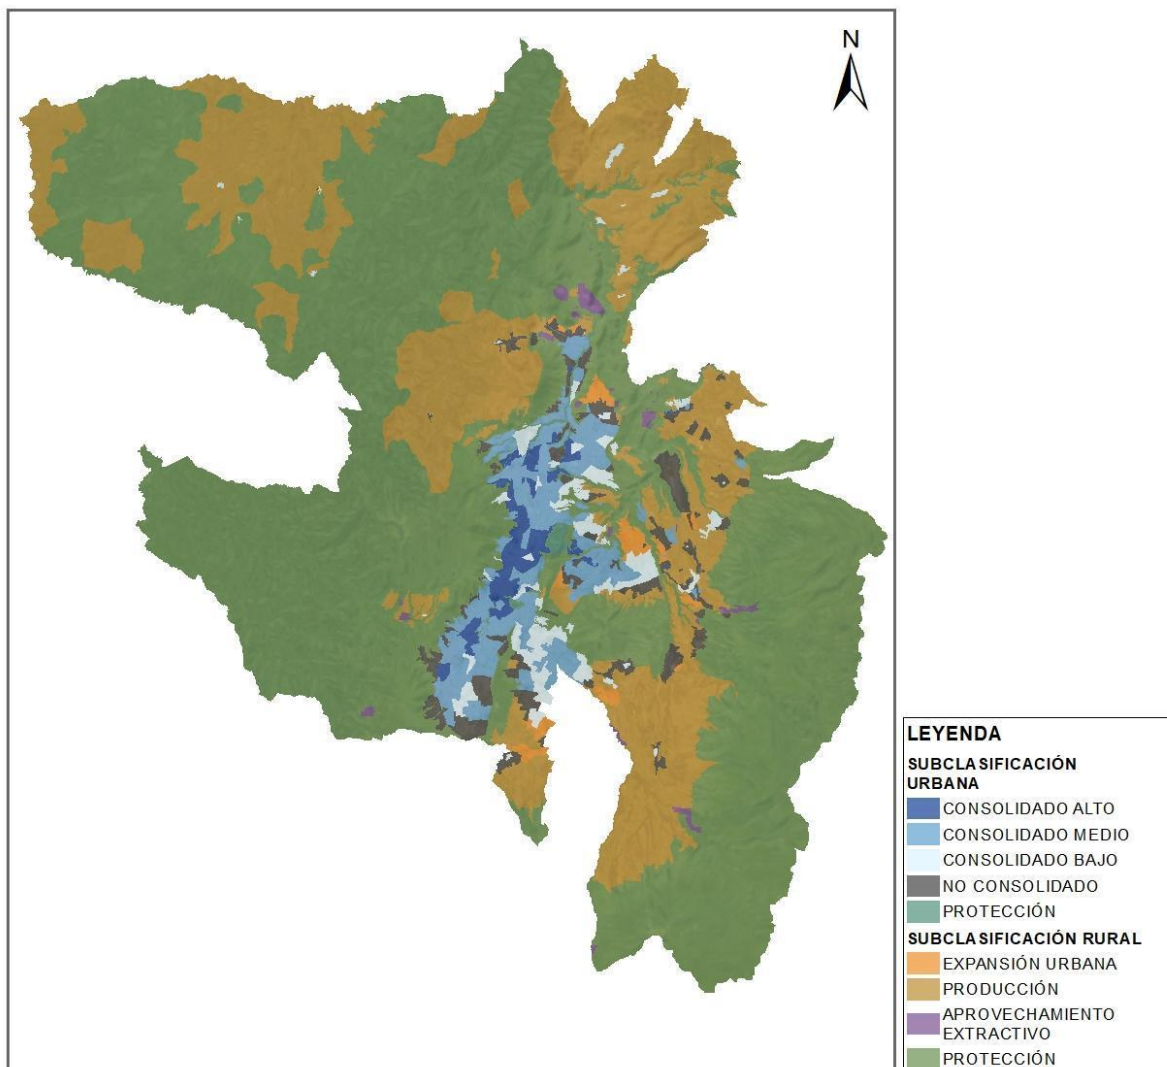 N
LEYENDA
SUBCLASIFICACIÓN
URBANA
CONSOLIDADO ALTO
CONSOLIDADO MEDIO
CONSOLIDADO BAJO
NO CONSOLIDADO
PROTECCIÓN
SUBCLASIFICACIÓN RURAL
EXPANSIÓN URBANA
PRODUCCIÓN
APROVECHAMIENTO
EXTRACTIVO
PROTECCIÓN